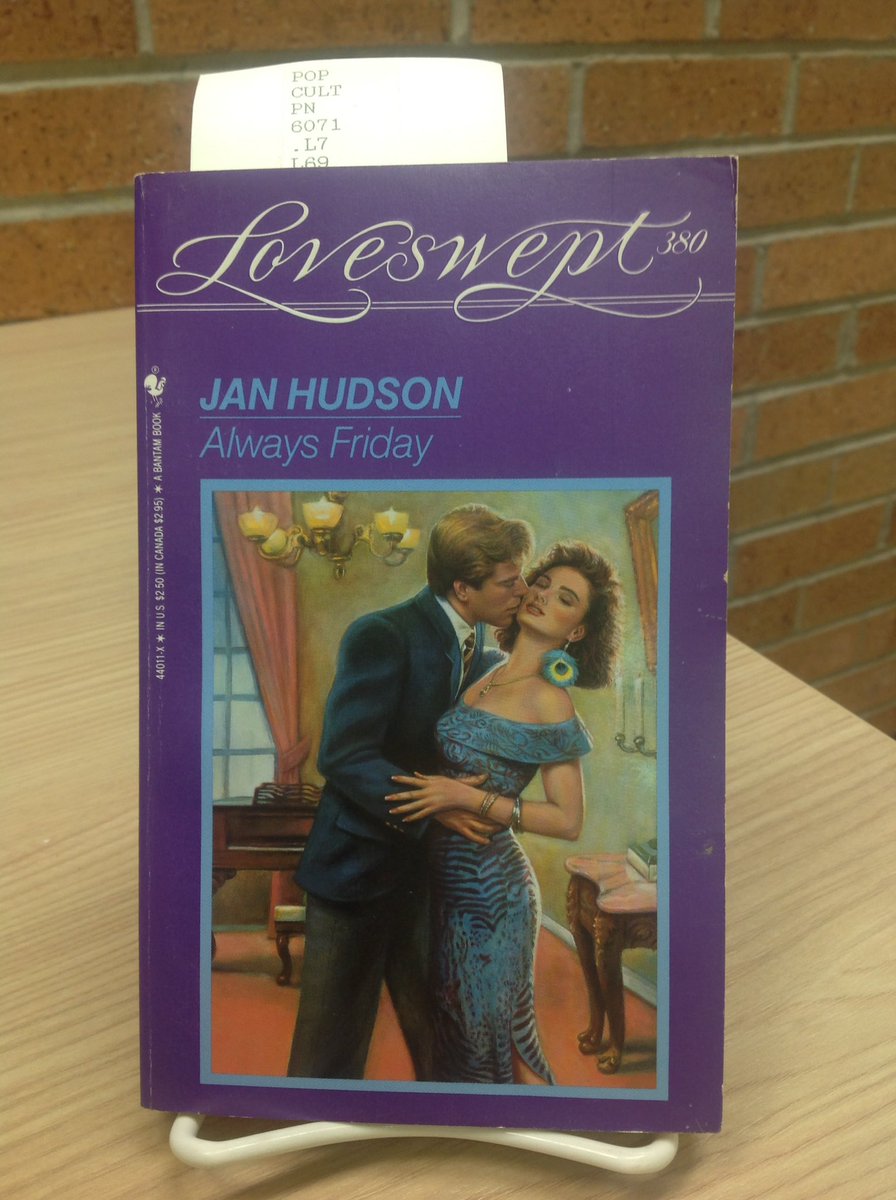 POP
CULT
PN
6071
.L7
L69
Loveswept 380
JAN HUDSON
Always Friday
44011-X ★ IN U.S. $2.50 (IN CANADA $2.95) ★ A BANTAM BOOK ®